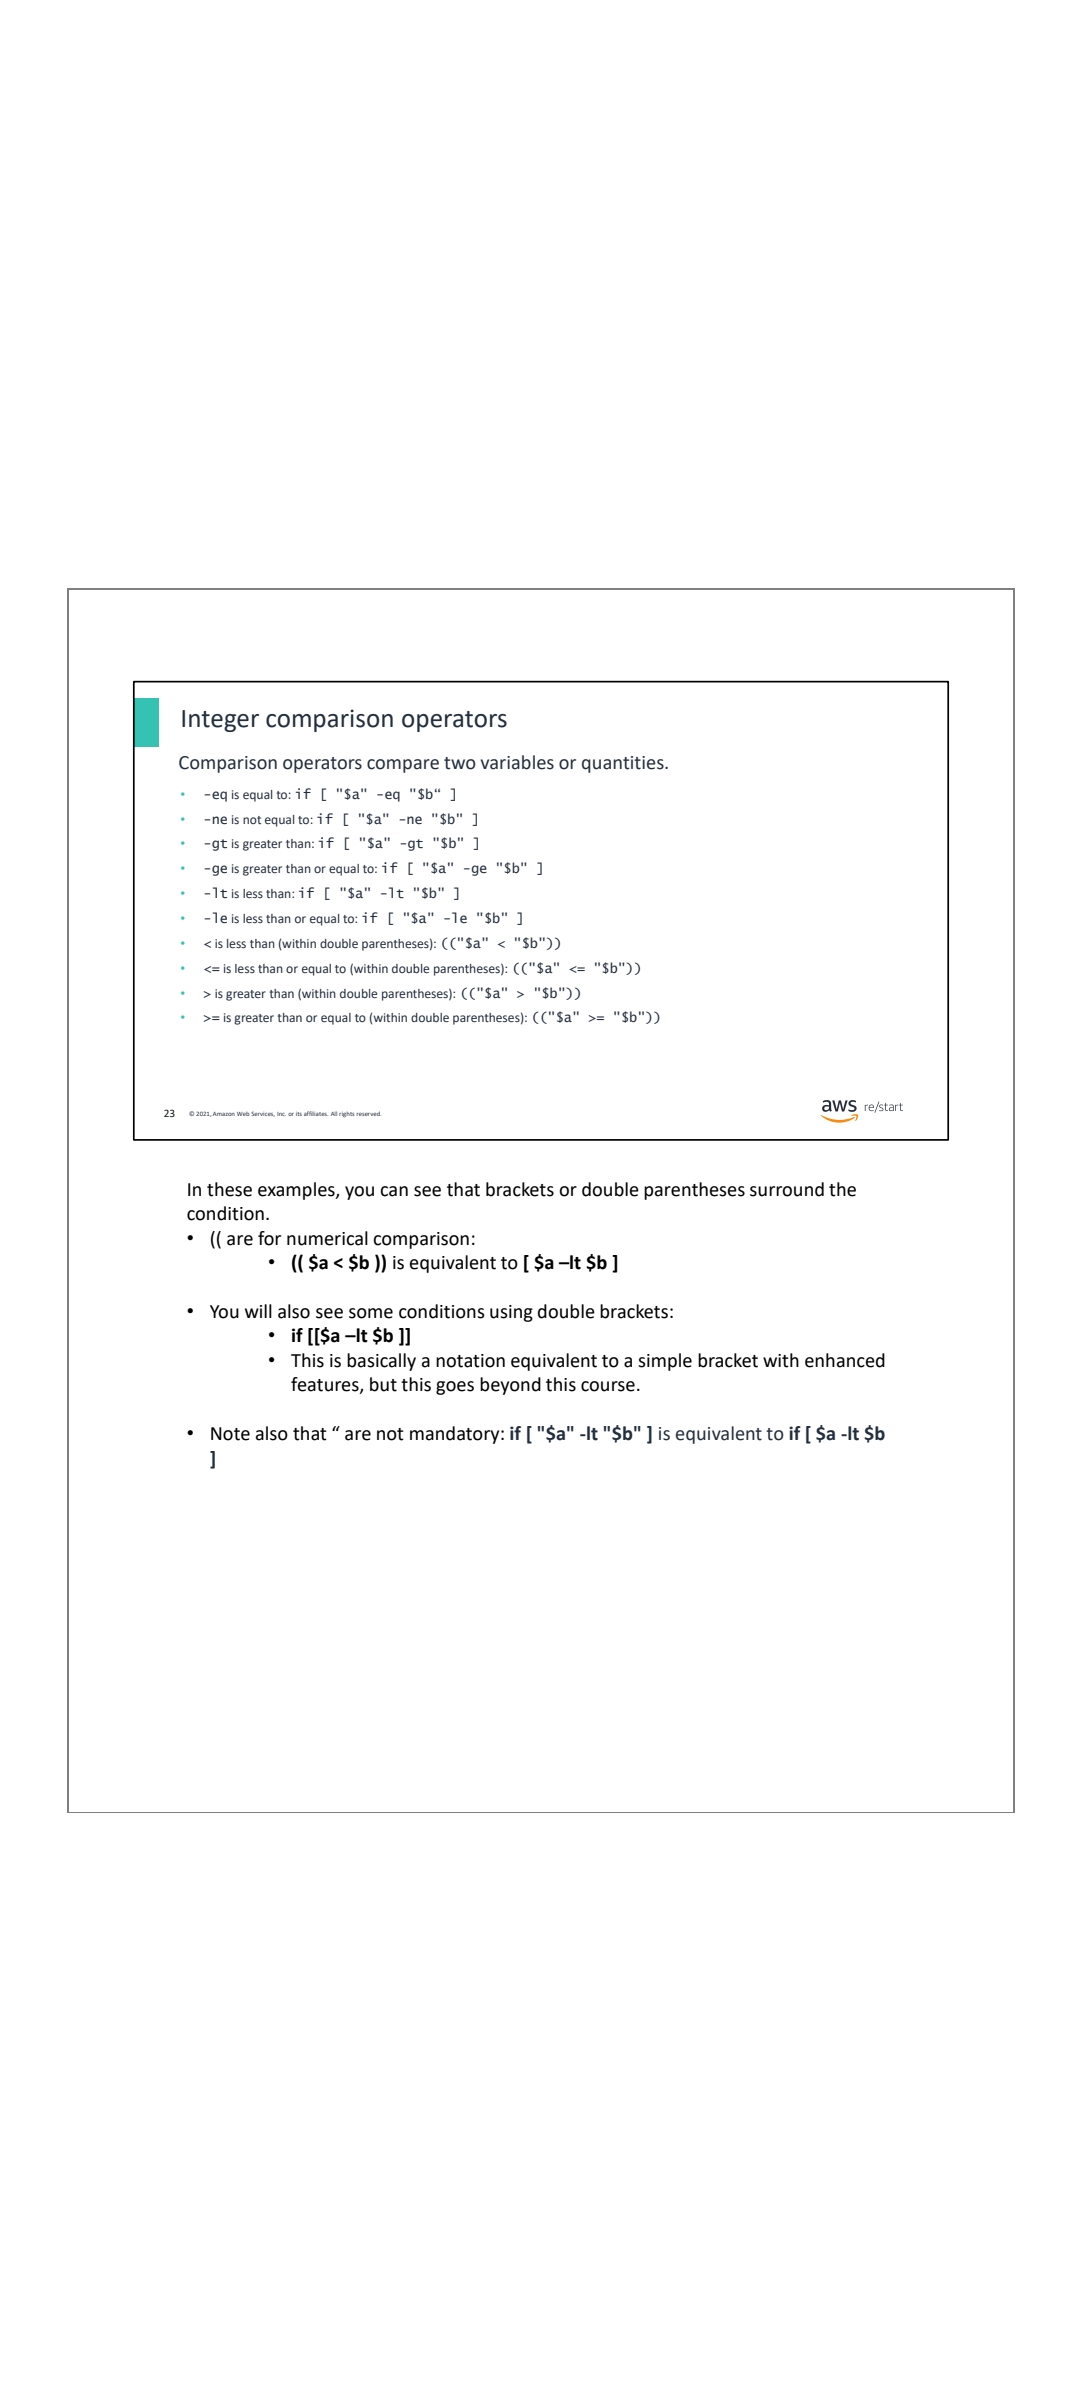 Integer comparison operators
Comparison operators compare two variables or quantities.
• –eq is equal to: if [ "$a" –eq "$b“ ]
• –ne is not equal to: if [ "$a" –ne "$b" ]
• –gt is greater than: if [ "$a" –gt "$b" ]
• –ge is greater than or equal to: if [ "$a" –ge "$b" ]
• –lt is less than: if [ "$a" –lt "$b" ]
• –le is less than or equal to: if [ "$a" –le "$b" ]
• < is less than (within double parentheses): (("$a" < "$b"))
• <= is less than or equal to (within double parentheses): (("$a" <= "$b"))
• > is greater than (within double parentheses): (("$a" > "$b"))
• >= is greater than or equal to (within double parentheses): (("$a" >= "$b"))
23 © 2021, Amazon Web Services, Inc. or its affiliates. All rights reserved.
aws re/start
In these examples, you can see that brackets or double parentheses surround the
condition.
• (( are for numerical comparison:
• (( $a < $b )) is equivalent to [ $a –lt $b ]
• You will also see some conditions using double brackets:
• if [[$a –lt $b ]]
• This is basically a notation equivalent to a simple bracket with enhanced
features, but this goes beyond this course.
• Note also that “ are not mandatory: if [ "$a" -lt "$b" ] is equivalent to if [ $a -lt $b
]